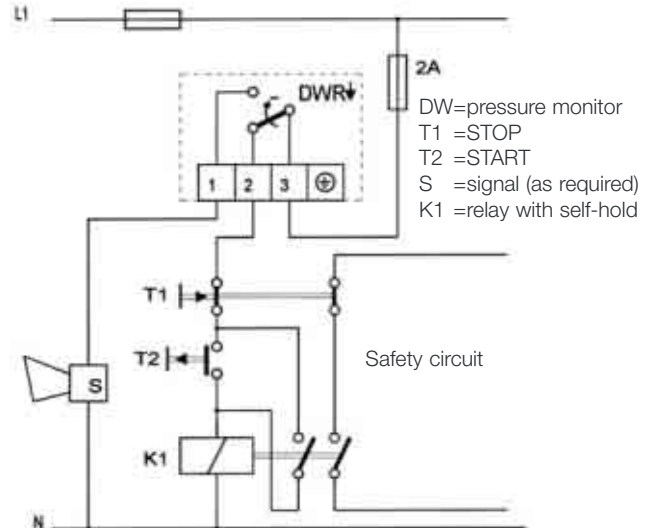 L1
2A
DWR
DW=pressure monitor
T1 =STOP
T2 =START
S =signal (as required)
K1 =relay with self-hold
1 2 3
T1
T2
Safety circuit
S
K1
N